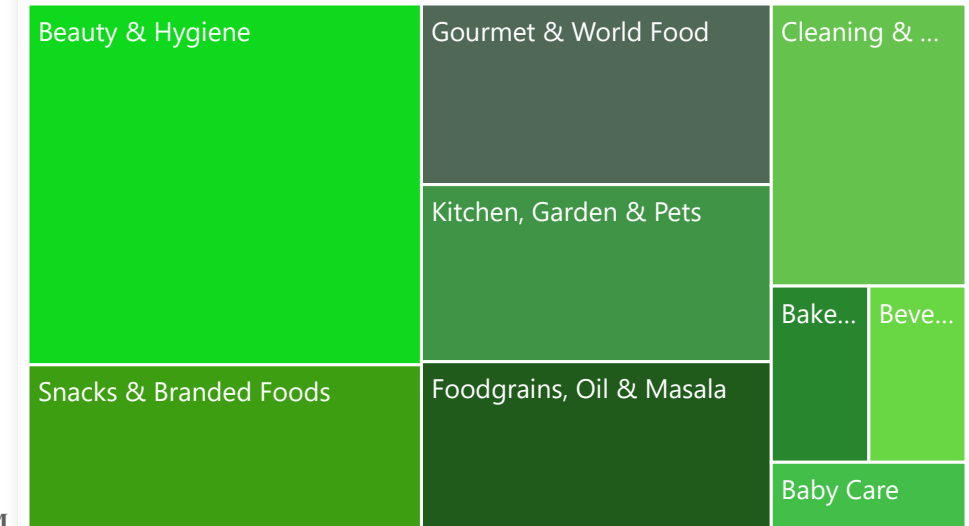 Beauty & Hygiene
Gourmet & World Food
Cleaning & ...
Kitchen, Garden & Pets
Bake...
Beve...
Snacks & Branded Foods
Foodgrains, Oil & Masala
Baby Care